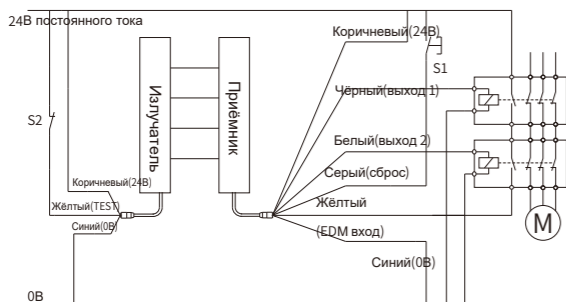 24В постоянного тока
Коричневый(24В)
S1
Излучатель
Приёмник
Чёрный(выход 1)
S2
Белый(выход 2)
Серый(сброс)
Коричневый(24В)
Жёлтый(TEST)
Жёлтый
Синий(0В)
(EDM вход)
M
Синий(0В)
0В